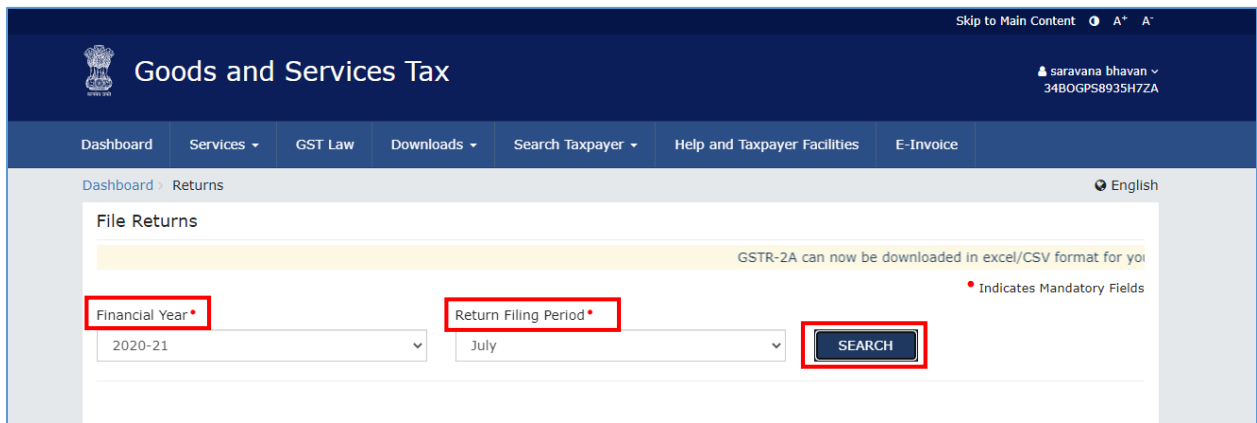 Skip to Main Content A+ A-
Goods and Services Tax
saravana bhavan
34BOGPS8935H7ZA
Dashboard Services GST Law Downloads Search Taxpayer Help and Taxpayer Facilities E-Invoice
Dashboard > Returns English
File Returns
GSTR-2A can now be downloaded in excel/CSV format for you
• Indicates Mandatory Fields
Financial Year• Return Filing Period•
2020-21 July SEARCH